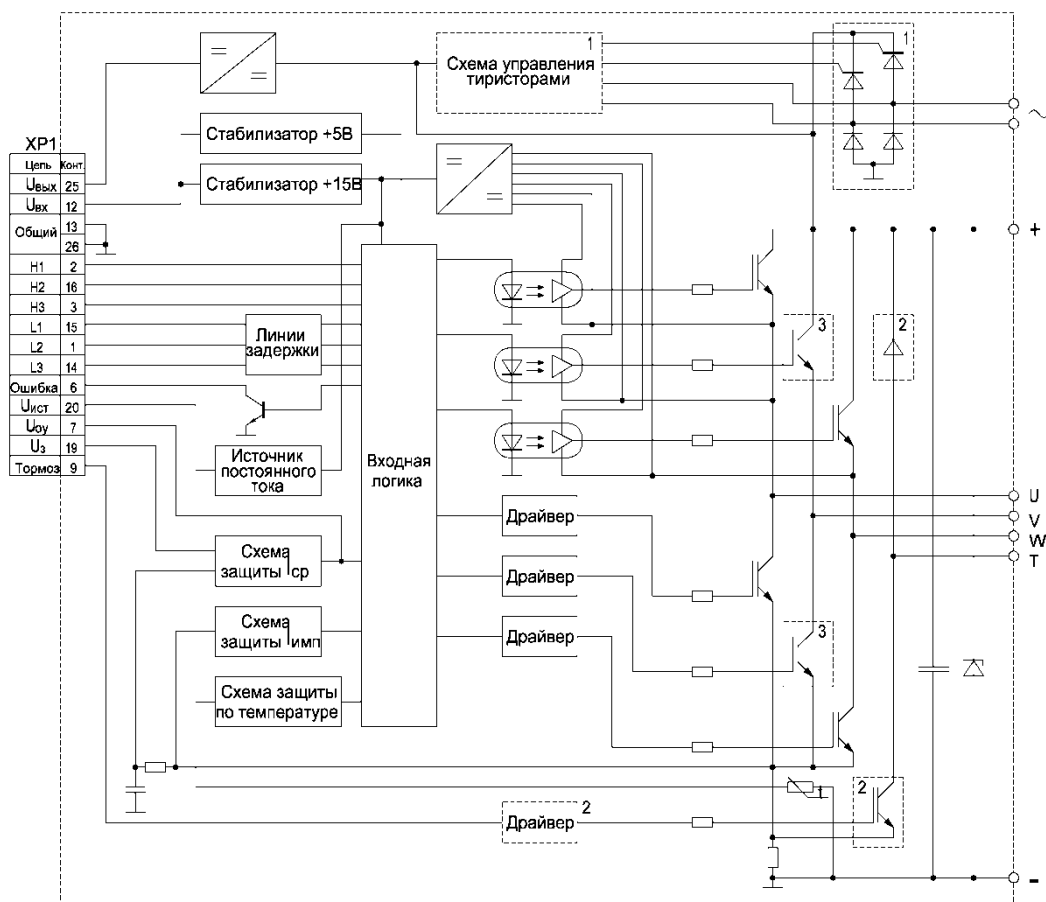 1
Схема управления
тиристорами
1
~
Стабилизатор +5В
XP1
Цепь Конт.
Uвых 25
Стабилизатор +15В
Uвх 12
Общий 13
26
+
H1 2
H2 16
H3 3
L1 15
L2 1
L3 14
Линии
задержки
3
2
Ошибка 6
Uист 20
Uоу 7
Uз 19
Тормоз 9
Источник
постоянного
тока
Входная
логика
U
V
W
T
Драйвер
Схема
защиты Iср
Драйвер
Схема
защиты Iимп
Драйвер
3
Схема защиты
по температуре
t
2
Драйвер
2
-